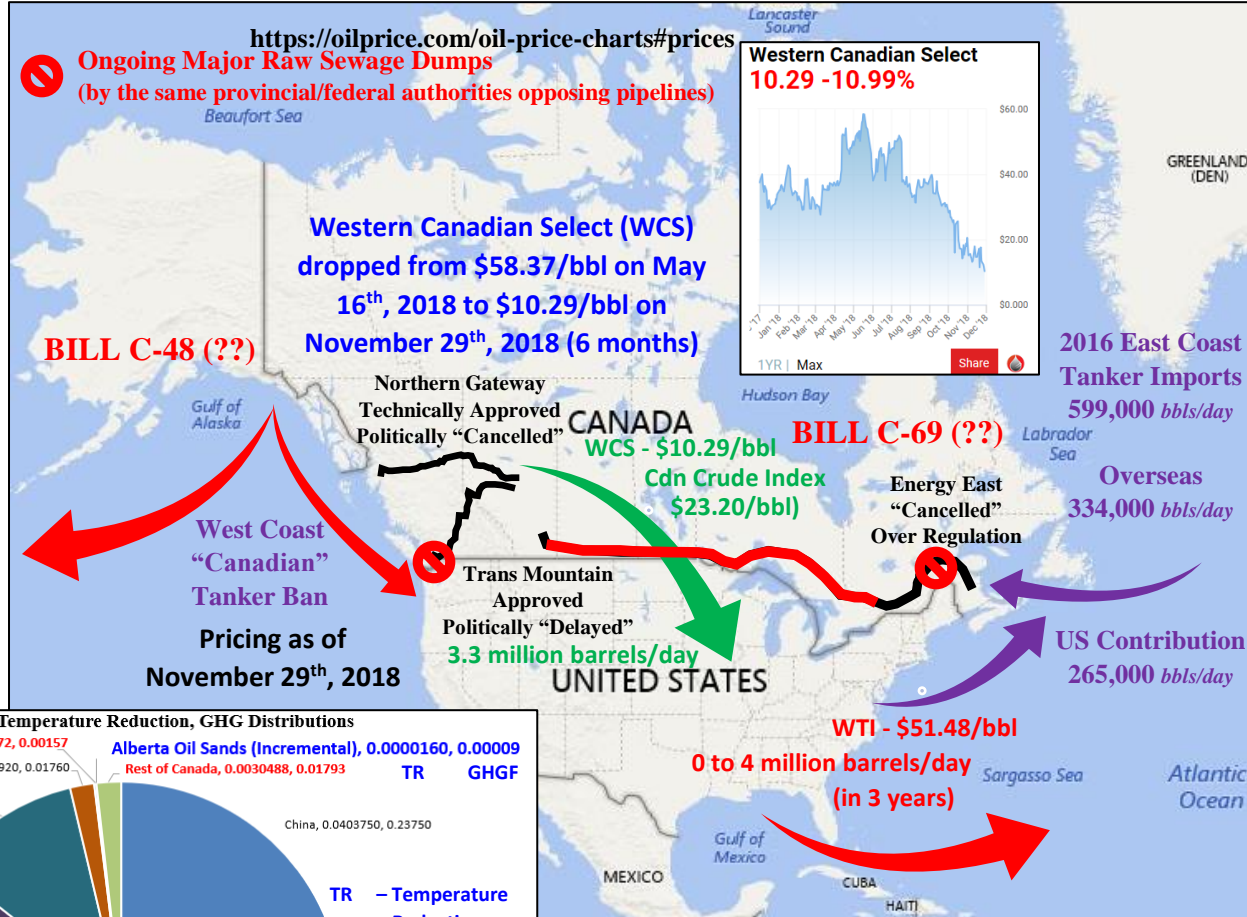 https://oilprice.com/oil-price-charts#prices
Ongoing Major Raw Sewage Dumps
(by the same provincial/federal authorities opposing pipelines)
Lancaster
Sound
Beaufort Sea
Western Canadian Select
10.29 -10.99%
$60.00
$40.00
$20.00
$0.000
Jan '18
Feb '18
Mar '18
Apr '18
May '18
Jun '18
Jul '18
Aug '18
Sep '18
Oct '18
Nov '18
Dec '18
1YR | Max
Share
GREENLAND
(DEN)
Western Canadian Select (WCS)
dropped from $58.37/bbl on May
16th, 2018 to $10.29/bbl on
November 29th, 2018 (6 months)
BILL C-48 (??)
Gulf of
Alaska
Northern Gateway
Technically Approved
Politically “Cancelled”
CANADA
Hudson Bay
WCS - $10.29/bbl
Cdn Crude Index
$23.20/bbl)
BILL C-69 (??)
Labrador
Sea
2016 East Coast
Tanker Imports
599,000 bbls/day
Overseas
334,000 bbls/day
Energy East
“Cancelled”
Over Regulation
West Coast
“Canadian”
Tanker Ban
Trans Mountain
Approved
Politically “Delayed”
3.3 million barrels/day
Pricing as of
November 29th, 2018
UNITED STATES
US Contribution
265,000 bbls/day
WTI - $51.48/bbl
0 to 4 million barrels/day
(in 3 years)
Sargasso Sea
Atlantic
Ocean
Gulf of
Mexico
MEXICO
CUBA
HAITI
Temperature Reduction, GHG Distributions
72, 0.00157
Alberta Oil Sands (Incremental), 0.0000160, 0.00009
920, 0.01760
Rest of Canada, 0.0030488, 0.01793
TR GHGF
China, 0.0403750, 0.23750
TR – Temperature